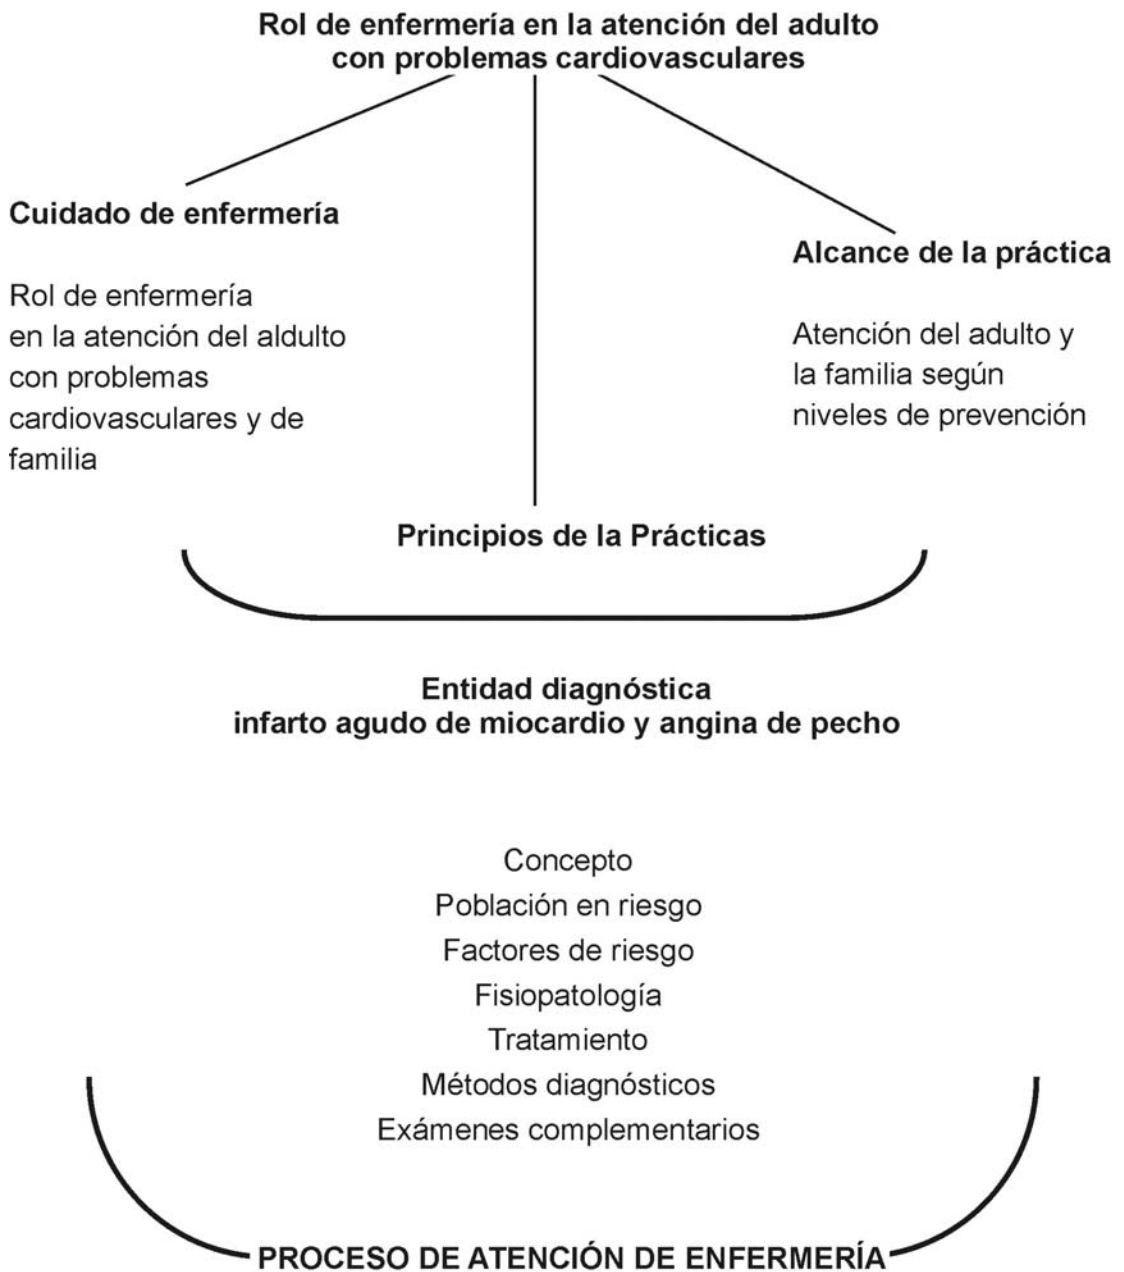 Rol de enfermería en la atención del adulto
con problemas cardiovasculares
Cuidado de enfermería
Rol de enfermería
en la atención del aldulto
con problemas
cardiovasculares y de
familia
Alcance de la práctica
Atención del adulto y
la familia según
niveles de prevención
Principios de la Prácticas
Entidad diagnóstica
infarto agudo de miocardio y angina de pecho
Concepto
Población en riesgo
Factores de riesgo
Fisiopatología
Tratamiento
Métodos diagnósticos
Exámenes complementarios
PROCESO DE ATENCIÓN DE ENFERMERÍA